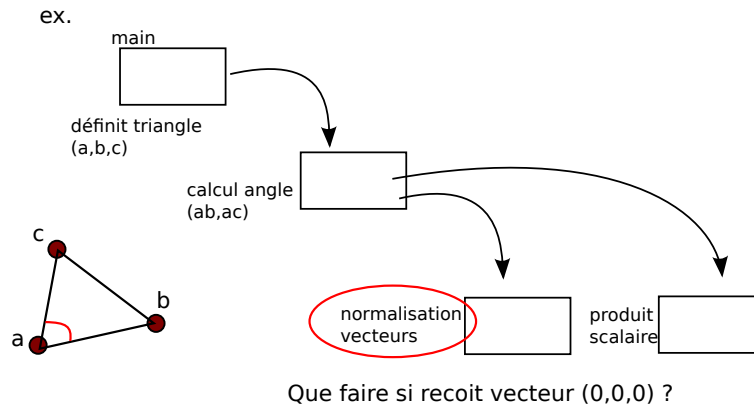 ex.
main
définit triangle
(a,b,c)
calcul angle
(ab,ac)
c
b
a
normalisation
vecteurs
produit
scalaire
Que faire si recoit vecteur (0,0,0) ?